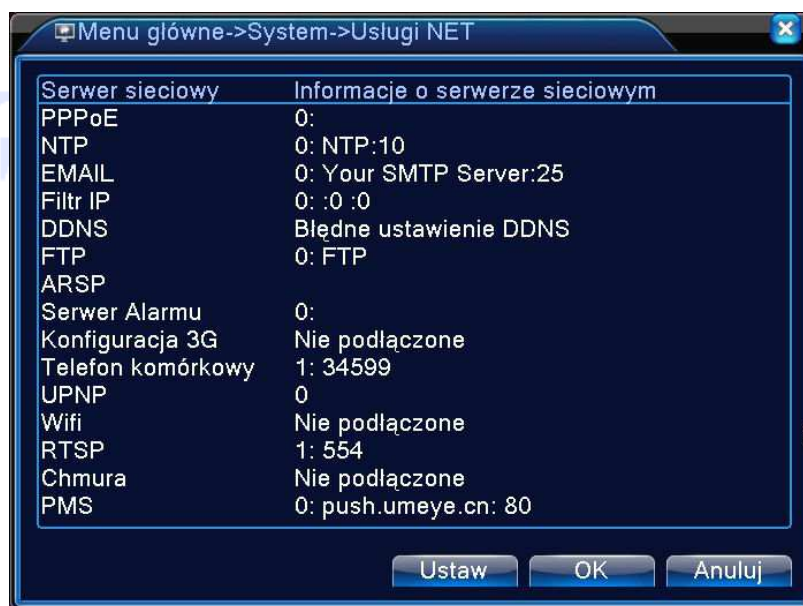 Menu główne->System->Usługi NET
Serwer sieciowy Informacje o serwerze sieciowym
PPPoE 0:
NTP 0: NTP:10
EMAIL 0: Your SMTP Server:25
Filtr IP 0: :0 :0
DDNS Błędne ustawienie DDNS
FTP 0: FTP
ARSP
Serwer Alarmu 0:
Konfiguracja 3G Nie podłączone
Telefon komórkowy 1: 34599
UPNP 0
Wifi Nie podłączone
RTSP 1: 554
Chmura Nie podłączone
PMS 0: push.umeye.cn: 80
Ustaw OK Anuluj